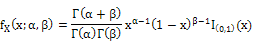 f_X(x; α, β) = Γ(α + β) / Γ(α)Γ(β) x^{α−1}(1 − x)^{β−1}I_{(0,1)}(x)